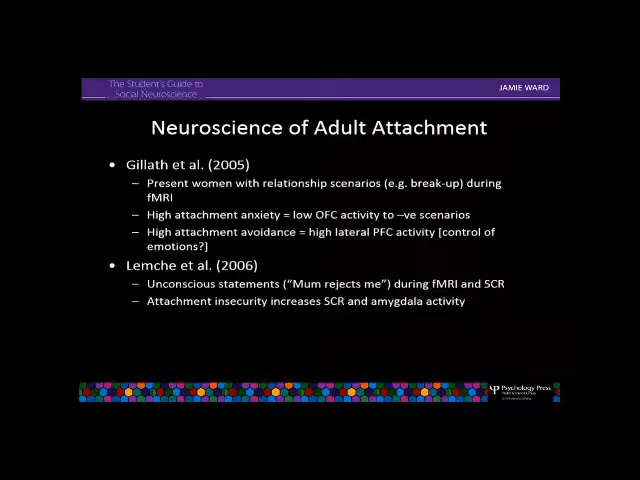 The Student's Guide to
Social Neuroscience
JAMIE WARD
Neuroscience of Adult Attachment
• Gillath et al. (2005)
– Present women with relationship scenarios (e.g. break-up) during
fMRI
– High attachment anxiety = low OFC activity to –ve scenarios
– High attachment avoidance = high lateral PFC activity [control of
emotions?]
• Lemche et al. (2006)
– Unconscious statements (“Mum rejects me”) during fMRI and SCR
– Attachment insecurity increases SCR and amygdala activity
Psychology Press